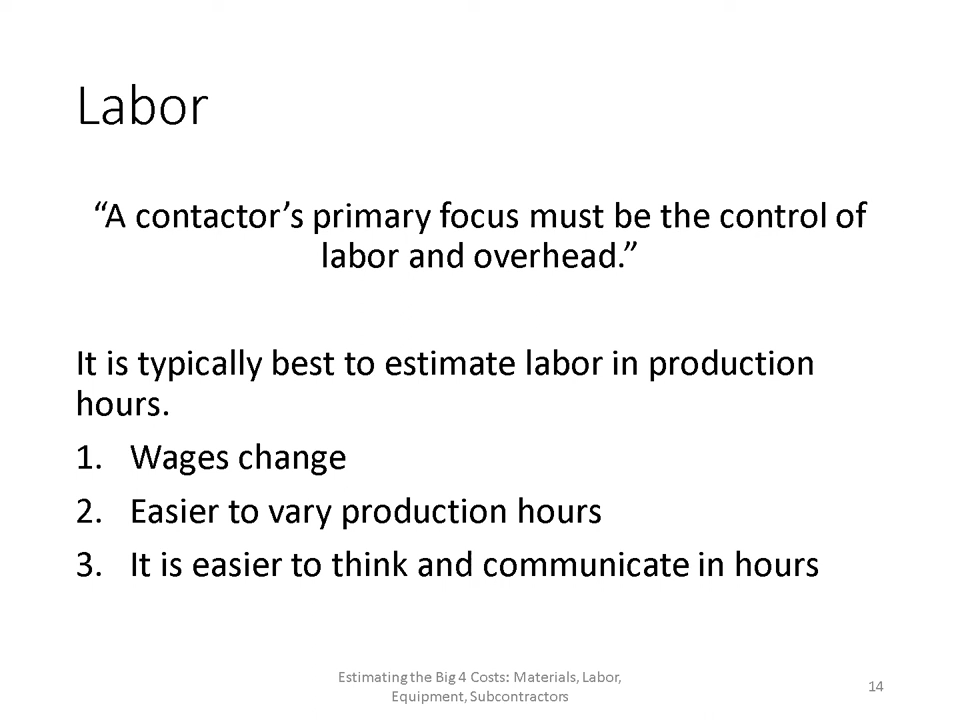 Labor
“A contactor’s primary focus must be the control of
labor and overhead.”
It is typically best to estimate labor in production
hours.
1. Wages change
2. Easier to vary production hours
3. It is easier to think and communicate in hours
Estimating the Big 4 Costs: Materials, Labor,
Equipment, Subcontractors
14